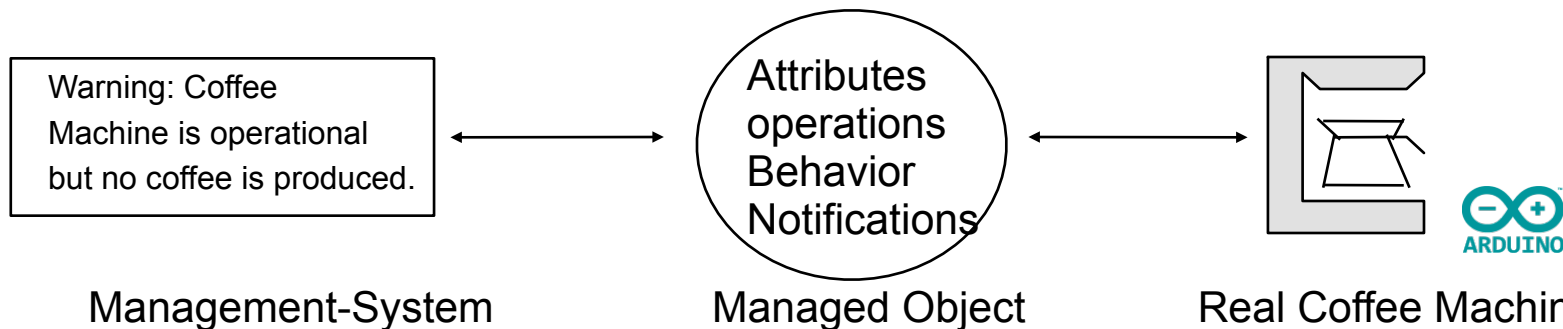 Warning: Coffee
Machine is operational
but no coffee is produced.
Attributes
operations
Behavior
Notifications
ARDUINO
Management-System
Managed Object
Real Coffee Machin